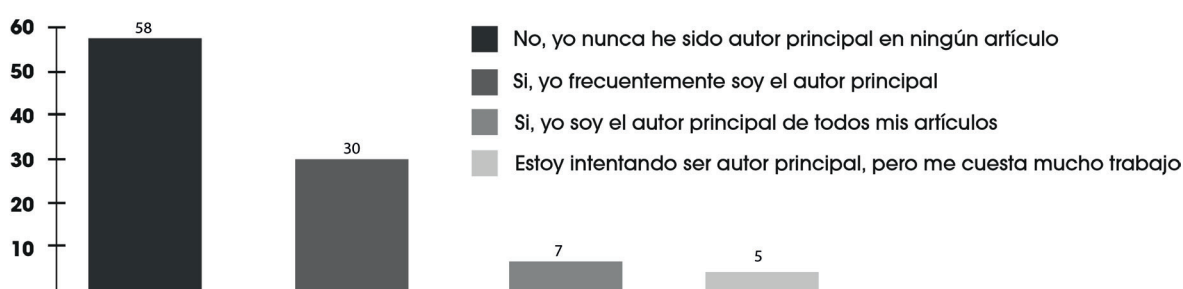 60
50
40
30
20
10
58
30
7
5
No, yo nunca he sido autor principal en ningún artículo
Si, yo frecuentemente soy el autor principal
Si, yo soy el autor principal de todos mis artículos
Estoy intentando ser autor principal, pero me cuesta mucho trabajo